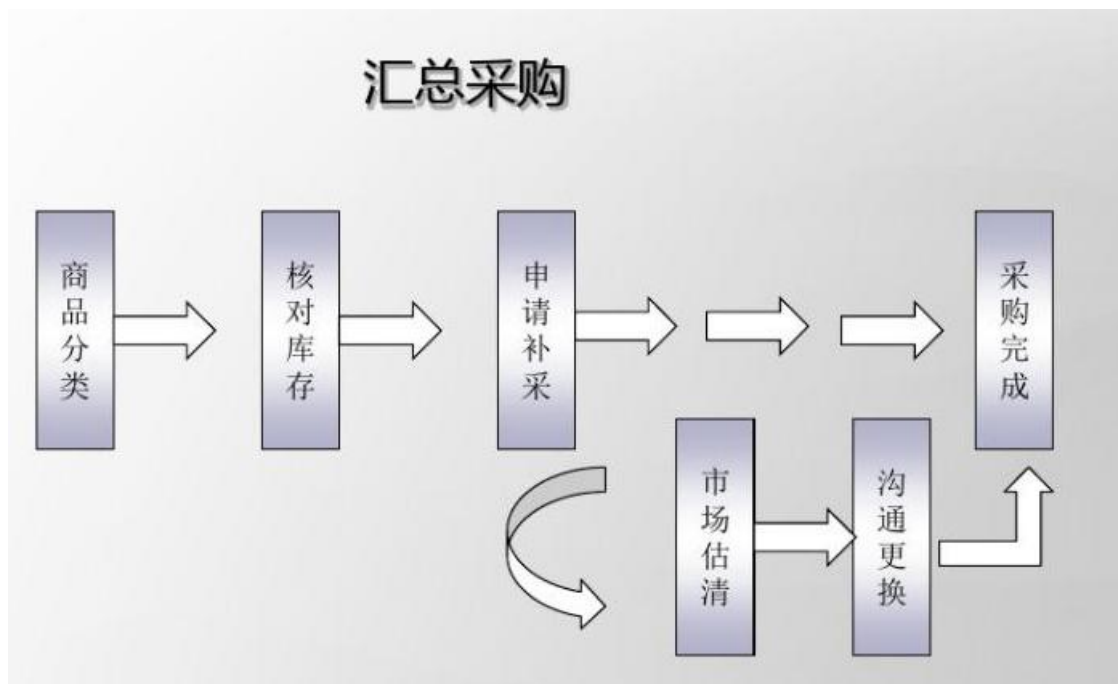 汇总采购
商品分类
核对库存
申请补采
采购完成
市场估清
沟通更换